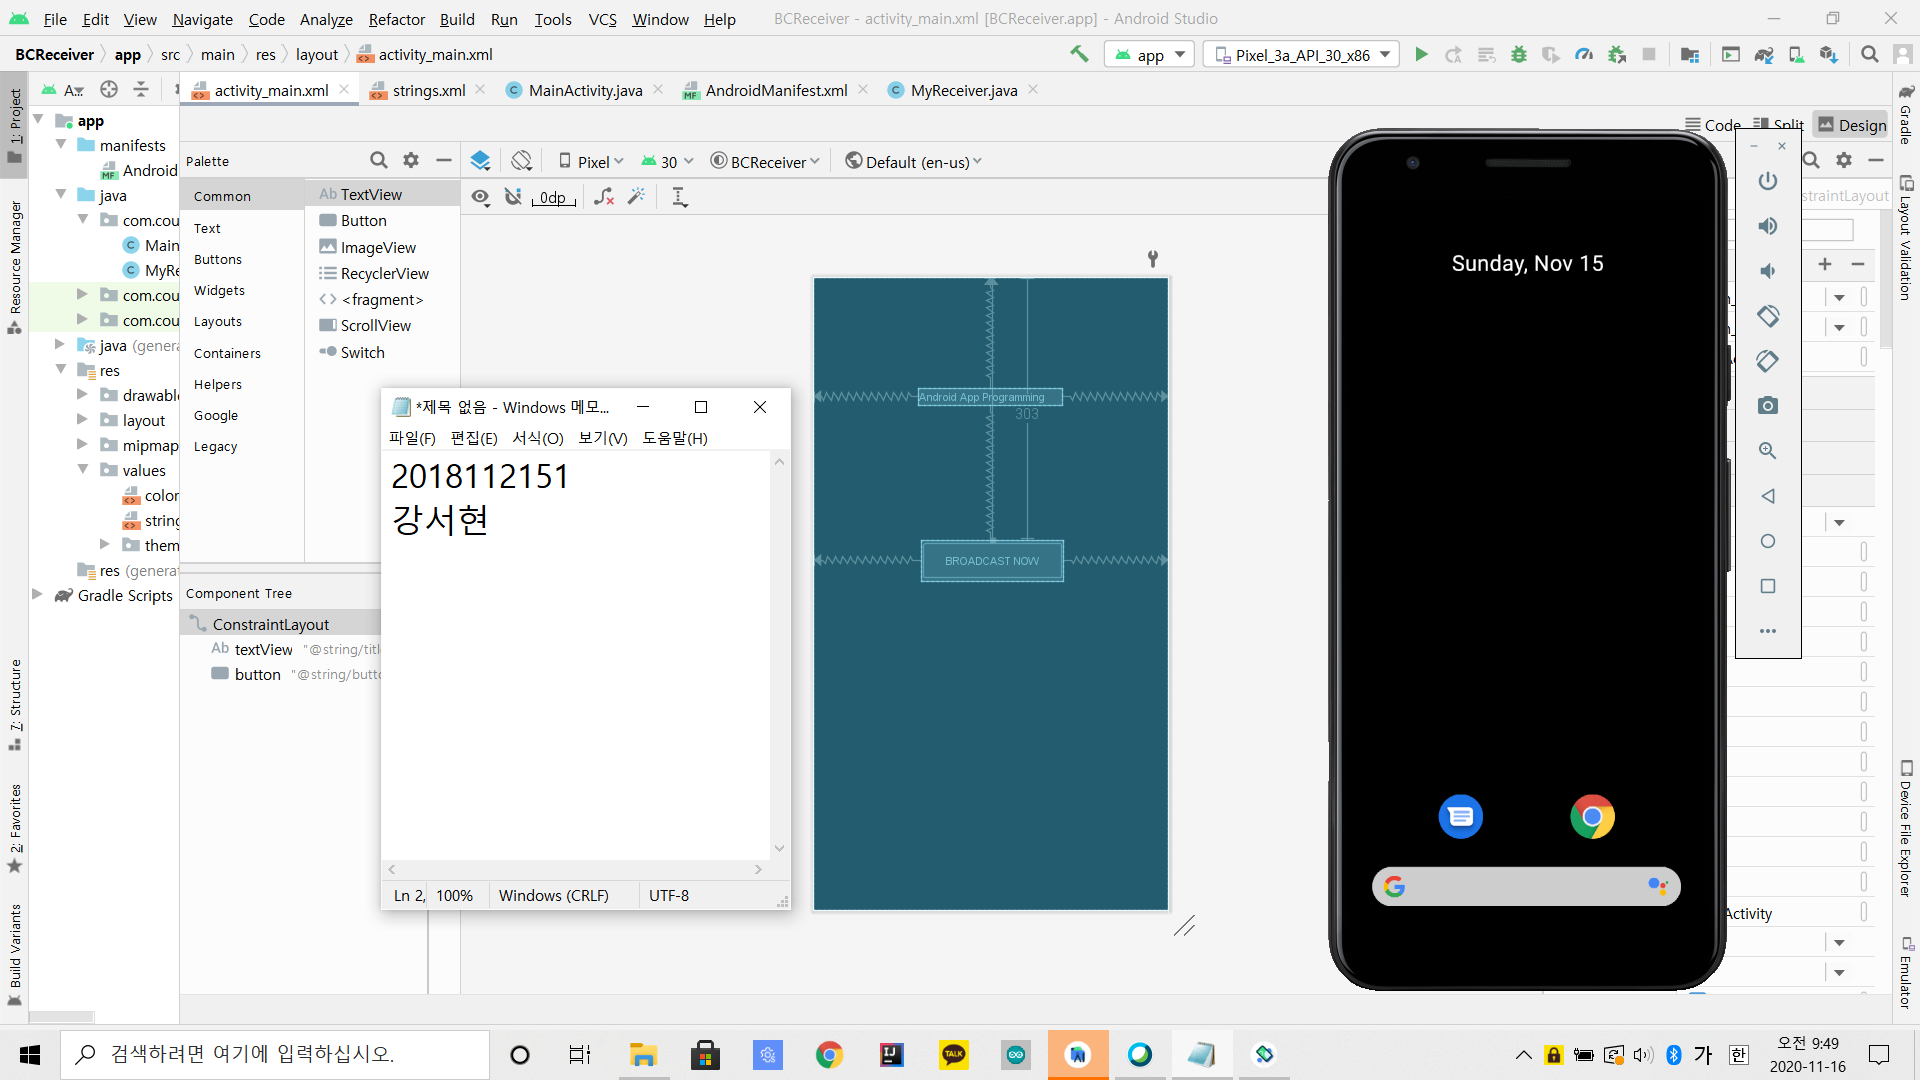 File Edit View Navigate Code Analyze Refactor Build Run Tools VCS Window Help BCReceiver - activity_main.xml [BCReceiver.app] - Android Studio
BCReceiver app src main res layout activity_main.xml app Pixel_3a_API_30_x86
A... activity_main.xml strings.xml MainActivity.java AndroidManifest.xml MyReceiver.java
Code Split Design
1: Project
Resource Manager
7: Structure
2: Favorites
Build Variants
app
manifests
Android
java
com.cou
Main
MyRe
com.cou
com.cou
java (genera
res
drawabl
layout
mipmap
values
color
string
them
res (generat
Gradle Scripts
Palette
Common
Text
Buttons
Widgets
Layouts
Containers
Helpers
Google
Legacy
Ab TextView
Button
ImageView
RecyclerView
<fragment>
ScrollView
Switch
Component Tree
ConstraintLayout
Ab textView "@string/titl
button "@string/butto
Pixel 30 BCReceiver Default (en-us)
0dp
*제목 없음 - Windows 메모...
파일(F) 편집(E) 서식(O) 보기(V) 도움말(H)
2018112151
강서현
Ln 2, 100% Windows (CRLF) UTF-8
Android App Programming
303
BROADCAST NOW
Sunday, Nov 15
straintLayout
Activity
Gradle
Layout Validation
Device File Explorer
Emulator
검색하려면 여기에 입력하십시오.
TALK
가 한
오전 9:49
2020-11-16